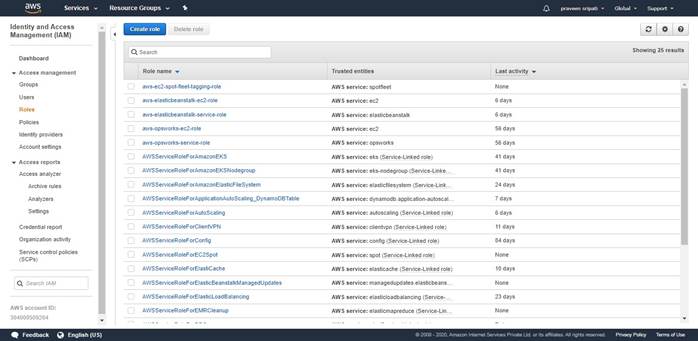 aws
Services
Resource Groups
praveen sripati
Global
Support
Identity and Access
Management (IAM)
Dashboard
Access management
Groups
Users
Roles
Policies
Identity providers
Account settings
Access reports
Access analyzer
Archive rules
Analyzers
Settings
Credential report
Organization activity
Service control policies
(SCPs)
Search IAM
AWS account ID:
Create role
Delete role
Search
Showing 25 results
Role name Trusted entities Last activity
aws-ec2-spot-fleet-tagging-role AWS service: spotfleet None
aws-elasticbeanstalk-ec2-role AWS service: ec2 6 days
aws-elasticbeanstalk-service-role AWS service: elasticbeanstalk 6 days
aws-opsworks-ec2-role AWS service: ec2 58 days
aws-opsworks-service-role AWS service: opsworks 58 days
AWSServiceRoleForAmazonEKS AWS service: eks (Service-Linked role) 41 days
AWSServiceRoleForAmazonEKSNodegroup AWS service: eks-nodegroup (Service-Linke... 41 days
AWSServiceRoleForAmazonElasticFileSystem AWS service: elasticfilesystem (Service-Li... 24 days
AWSServiceRoleForApplicationAutoScaling_DynamoDBTable AWS service: dynamodb.application-autoscal... 7 days
AWSServiceRoleForAutoScaling AWS service: autoscaling (Service-Linked role) 6 days
AWSServiceRoleForClientVPN AWS service: clientvpn (Service-Linked role) 11 days
AWSServiceRoleForConfig AWS service: config (Service-Linked role) 84 days
AWSServiceRoleForEC2Spot AWS service: spot (Service-Linked role) None
AWSServiceRoleForElastiCache AWS service: elasticache (Service-Linked role) 10 days
AWSServiceRoleForElasticBeanstalkManagedUpdates AWS service: managedupdates.elasticbeans... None
AWSServiceRoleForElasticLoadBalancing AWS service: elasticloadbalancing (Service-... 23 days
AWSServiceRoleForEMRCleanup AWS service: elasticmapreduce (Service-Li... None
Feedback
English (US)
© 2008 - 2020, Amazon Internet Services Private Ltd. or its affiliates. All rights reserved.
Privacy Policy
Terms of Use